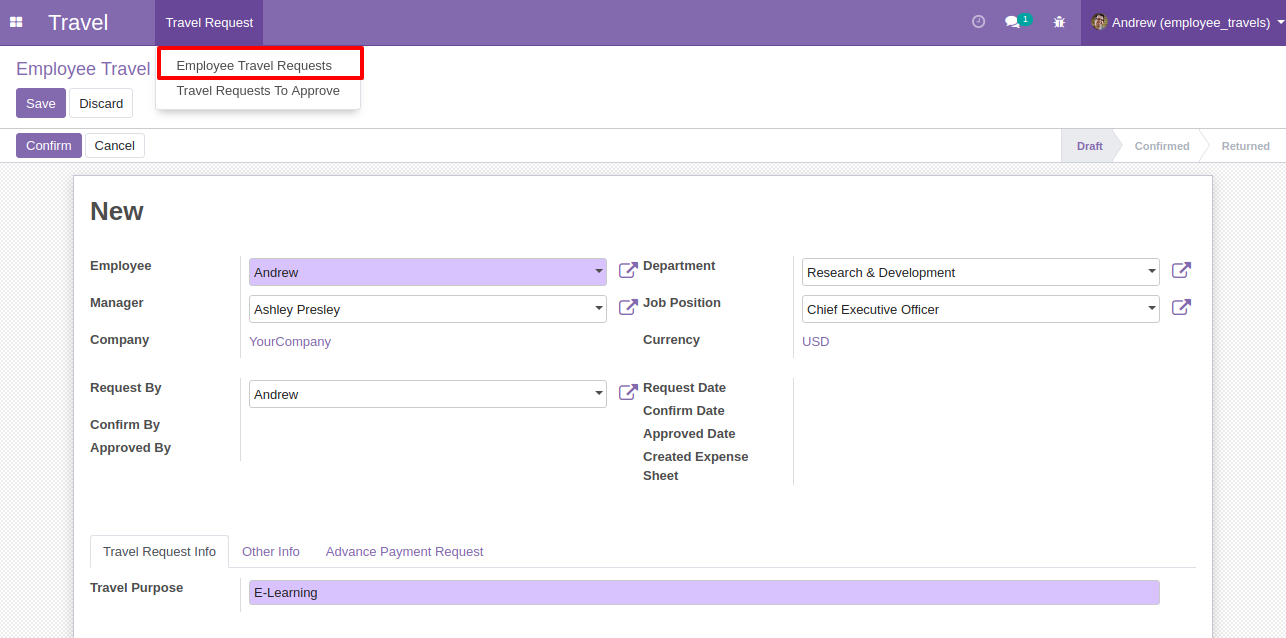 Travel
Travel Request
1
Andrew (employee_travels)
Employee Travel
Employee Travel Requests
Travel Requests To Approve
Save
Discard
Confirm
Cancel
Draft
Confirmed
Returned
New
Employee
Andrew
Department
Research & Development
Manager
Ashley Presley
Job Position
Chief Executive Officer
Company
YourCompany
Currency
USD
Request By
Andrew
Request Date
Confirm By
Confirm Date
Approved By
Approved Date
Created Expense
Sheet
Travel Request Info
Other Info
Advance Payment Request
Travel Purpose
E-Learning